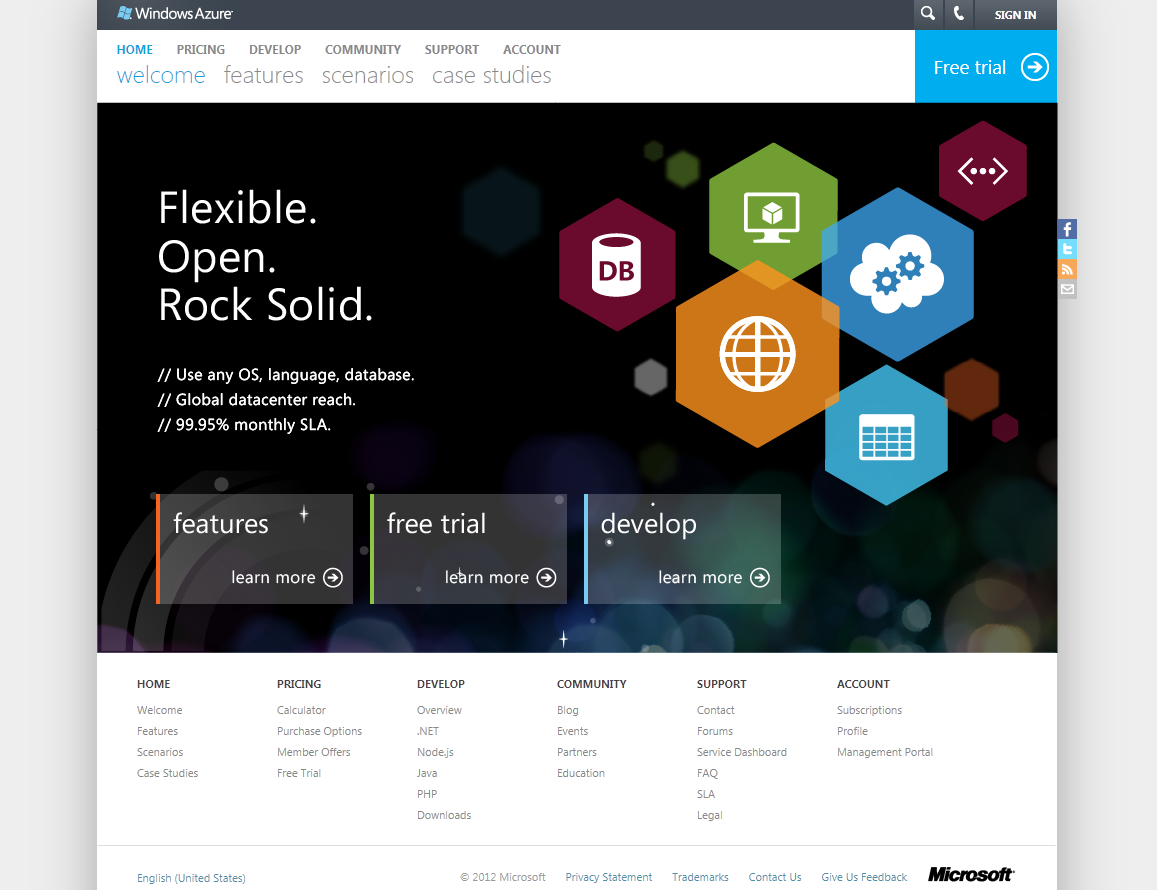 Windows Azure
SIGN IN
HOME PRICING DEVELOP COMMUNITY SUPPORT ACCOUNT
welcome features scenarios case studies
Free trial
Flexible.
Open.
Rock Solid.
DB
// Use any OS, language, database.
// Global datacenter reach.
// 99.95% monthly SLA.
features
learn more
free trial
learn more
develop
learn more
HOME
Welcome
Features
Scenarios
Case Studies
PRICING
Calculator
Purchase Options
Member Offers
Free Trial
DEVELOP
Overview
.NET
Node.js
Java
PHP
Downloads
COMMUNITY
Blog
Events
Partners
Education
SUPPORT
Contact
Forums
Service Dashboard
FAQ
SLA
Legal
ACCOUNT
Subscriptions
Profile
Management Portal
English (United States)
© 2012 Microsoft Privacy Statement Trademarks Contact Us Give Us Feedback Microsoft